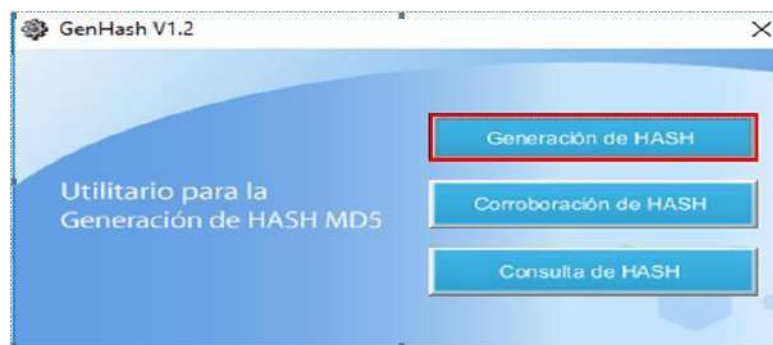 GenHash V1.2
Generación de HASH
Utilitario para la
Generación de HASH MD5
Corroboración de HASH
Consulta de HASH